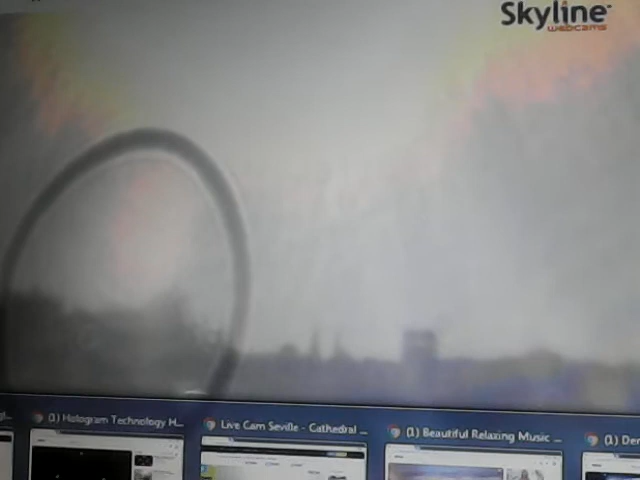 Skyline
webcams
(1) Hologram Technology H...
Live Cam Seville - Cathedral ...
(1) Beautiful Relaxing Music ...
(1) Der